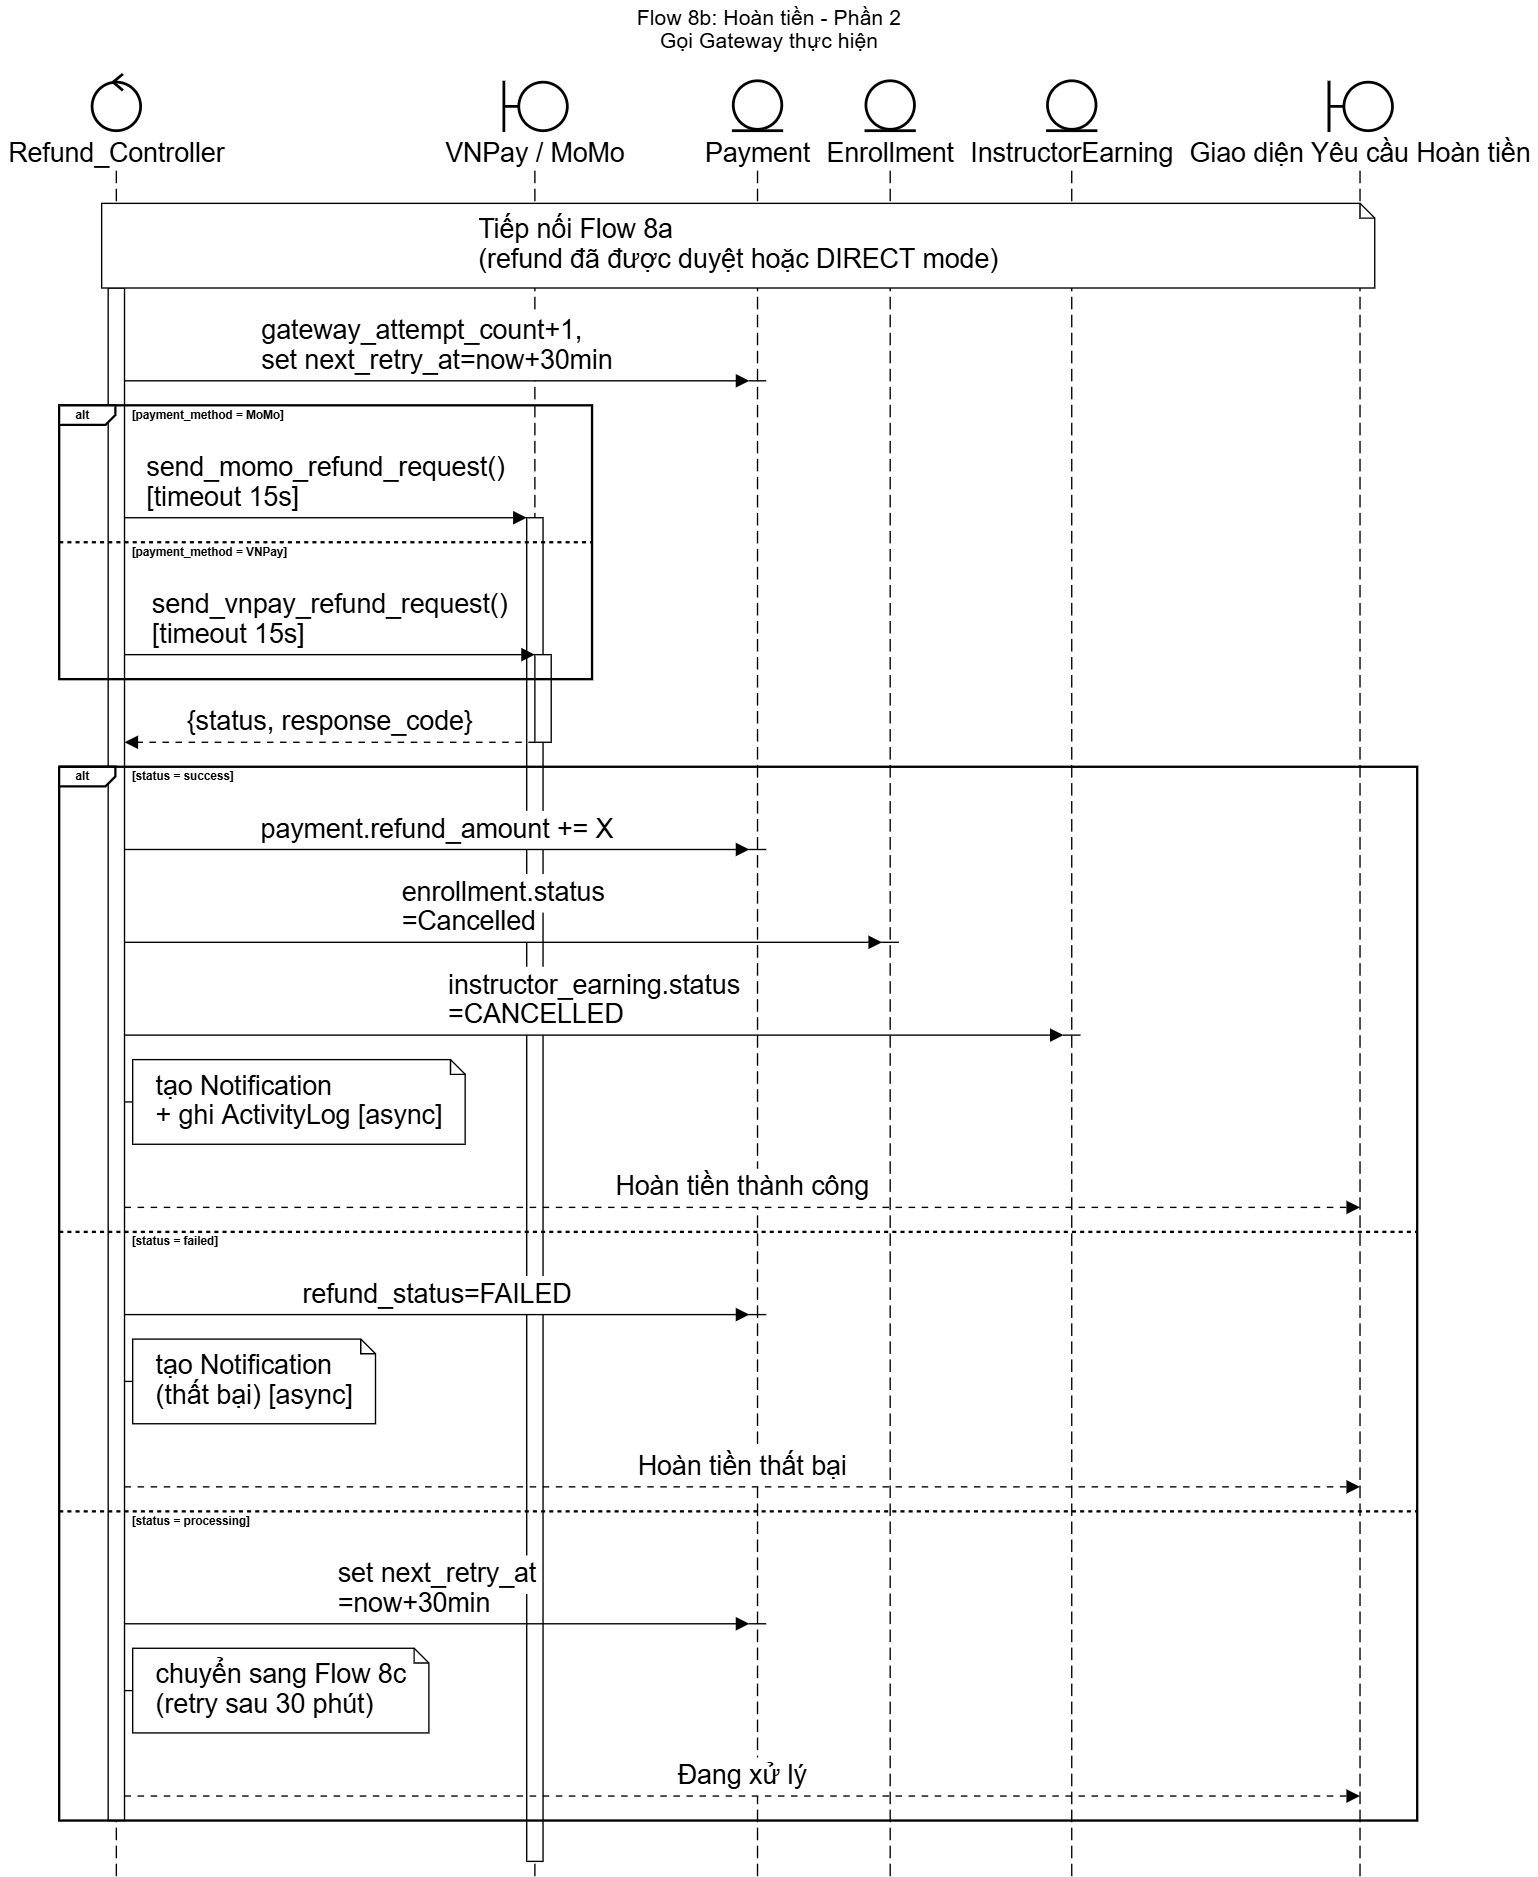 Flow 8b: Hoàn tiền - Phần 2
Gọi Gateway thực hiện
Refund_Controller
VNPay / MoMo
Payment
Enrollment
InstructorEarning
Giao diện Yêu cầu Hoàn tiền
Tiếp nối Flow 8a
(refund đã được duyệt hoặc DIRECT mode)
gateway_attempt_count+1,
set next_retry_at=now+30min
alt
[payment_method = MoMo]
send_momo_refund_request()
[timeout 15s]
[payment_method = VNPay]
send_vnpay_refund_request()
[timeout 15s]
{status, response_code}
alt
[status = success]
payment.refund_amount += X
enrollment.status
=Cancelled
instructor_earning.status
=CANCELLED
tạo Notification
+ ghi ActivityLog [async]
Hoàn tiền thành công
[status = failed]
refund_status=FAILED
tạo Notification
(thất bại) [async]
Hoàn tiền thất bại
[status = processing]
set next_retry_at
=now+30min
chuyển sang Flow 8c
(retry sau 30 phút)
Đang xử lý